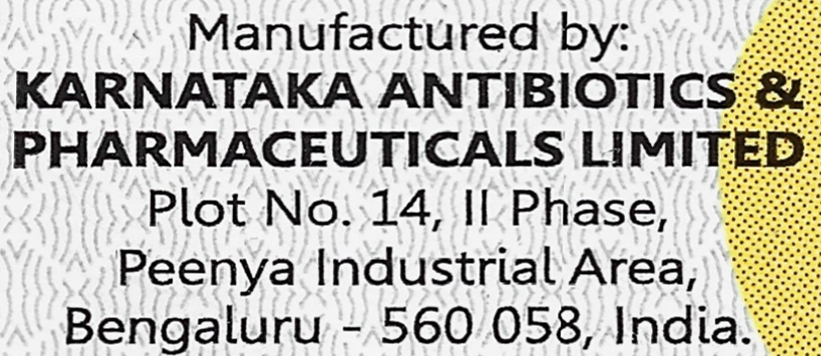 Manufactured by:
KARNATAKA ANTIBIOTICS &
PHARMACEUTICALS LIMITED
Plot No. 14, II Phase,
Peenya Industrial Area,
Bengaluru - 560 058, India.